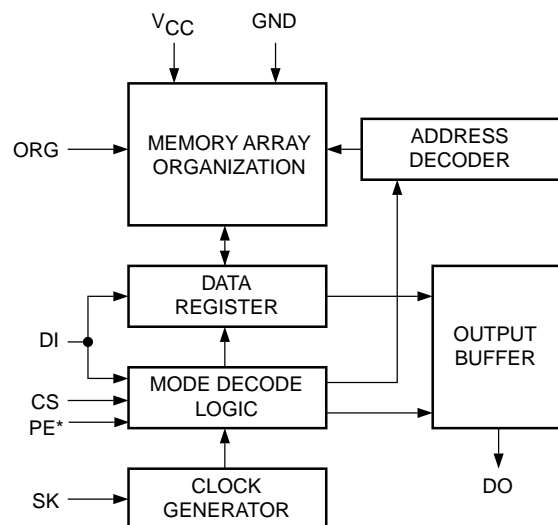 VCC
GND
ORG
MEMORY ARRAY
ORGANIZATION
ADDRESS
DECODER
DATA
REGISTER
DI
OUTPUT
BUFFER
MODE DECODE
LOGIC
CS
PE*
SK
CLOCK
GENERATOR
DO